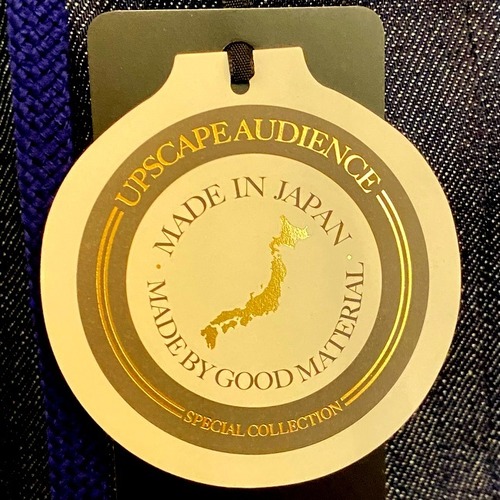 UPSCAPE AUDIENCE
MADE IN JAPAN
MADE BY GOOD MATERIAL
SPECIAL COLLECTION